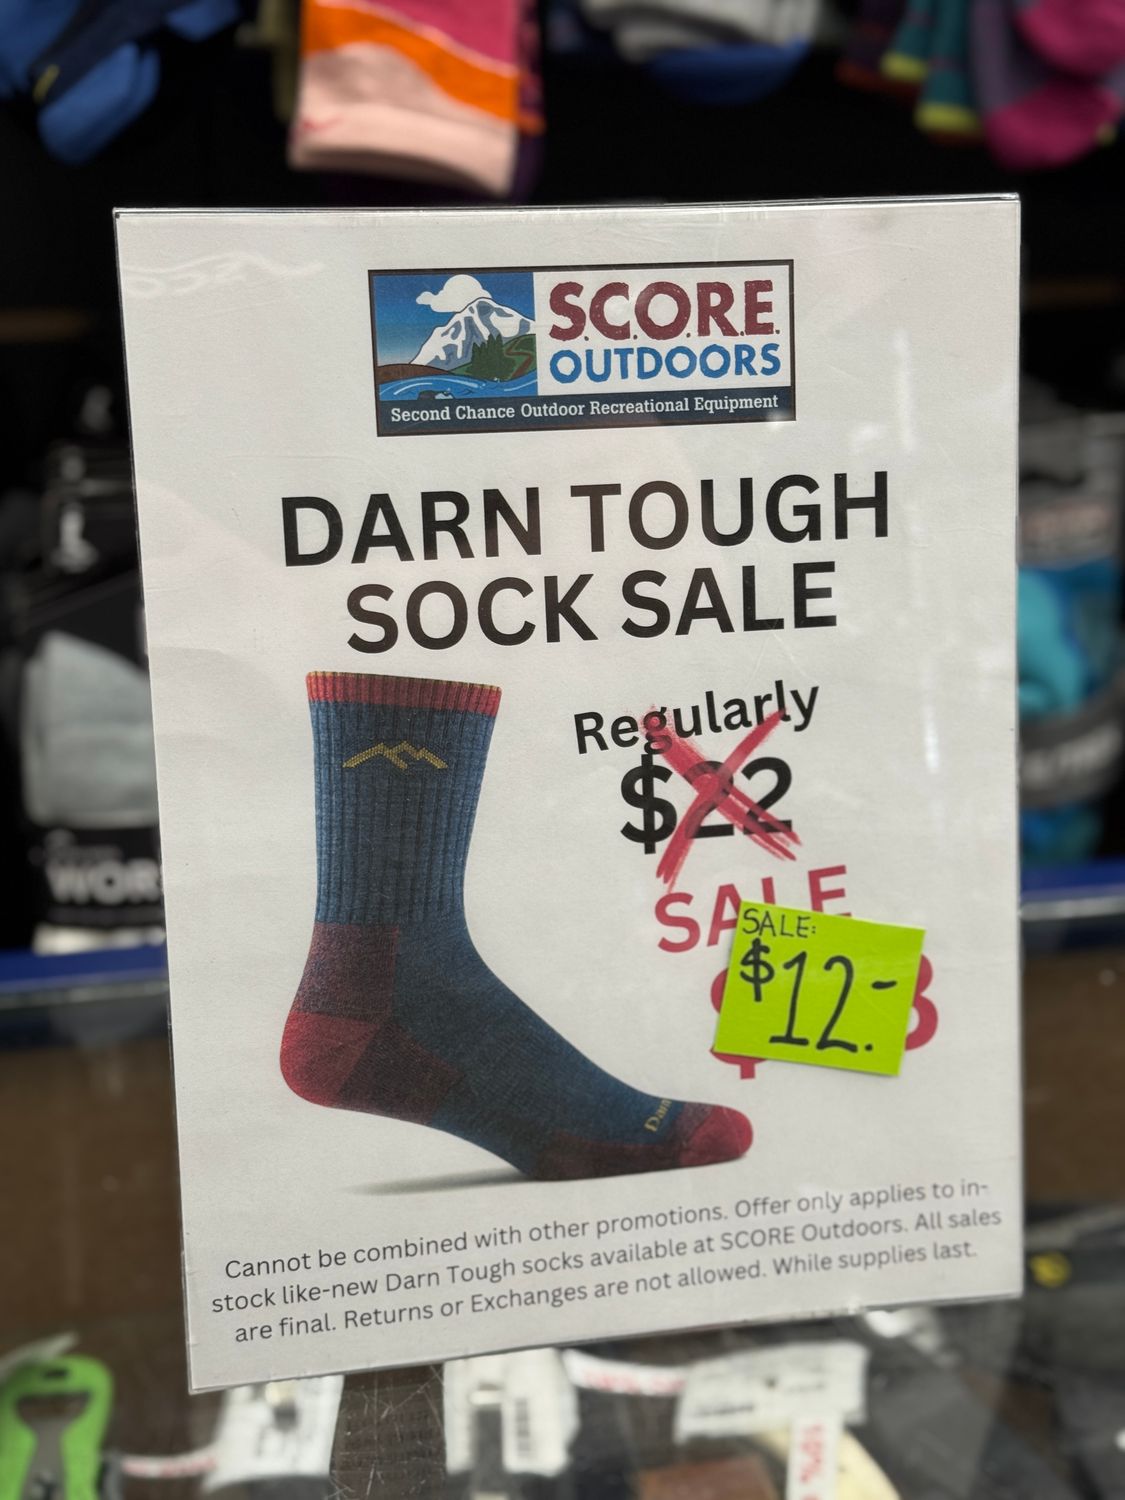 S.C.O.R.E.
OUTDOORS
Second Chance Outdoor Recreational Equipment
DARN TOUGH
SOCK SALE
Regularly
$22
SALE
SALE:
$12.-
Darn
Cannot be combined with other promotions. Offer only applies to in-
stock like-new Darn Tough socks available at SCORE Outdoors. All sales
are final. Returns or Exchanges are not allowed. While supplies last.